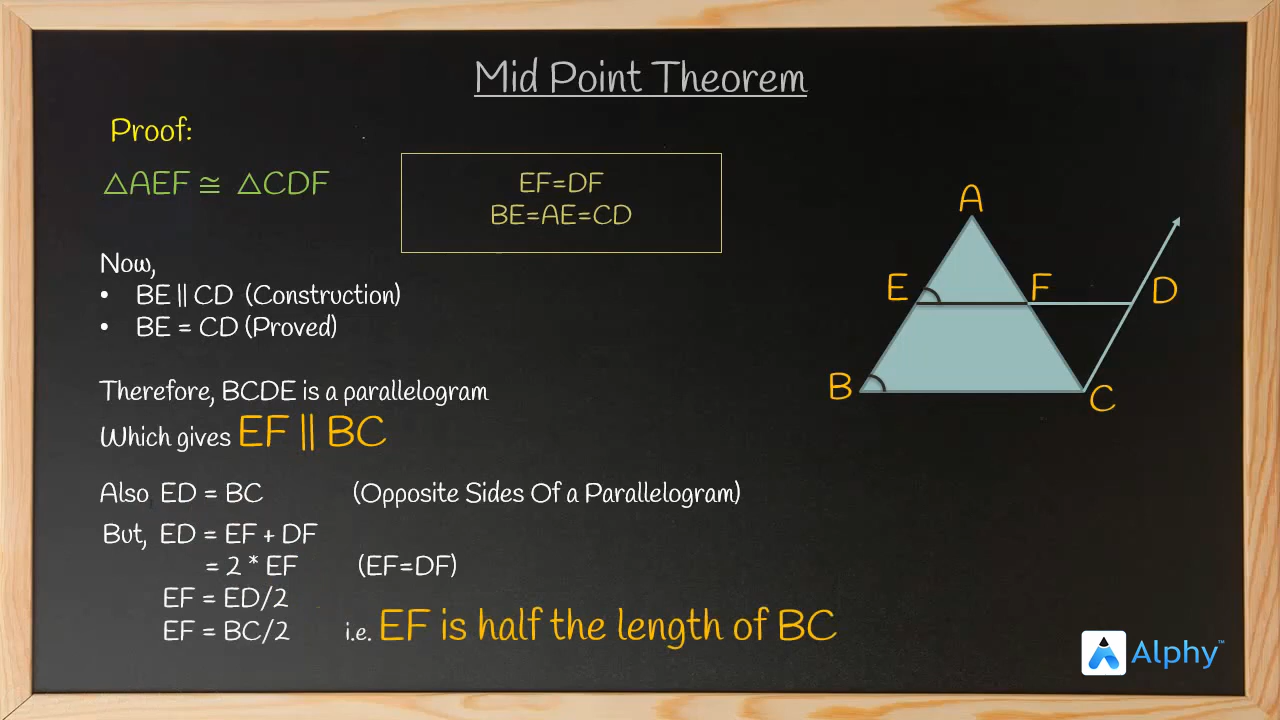 Mid Point Theorem
Proof:
△AEF ≅ △CDF
EF=DF
BE=AE=CD
Now,
• BE || CD (Construction)
• BE = CD (Proved)
Therefore, BCDE is a parallelogram
Which gives EF || BC
Also ED = BC (Opposite Sides Of a Parallelogram)
But, ED = EF + DF
= 2 * EF (EF=DF)
EF = ED/2
EF = BC/2 i.e. EF is half the length of BC
A
E
F
D
B
C
Alphy™